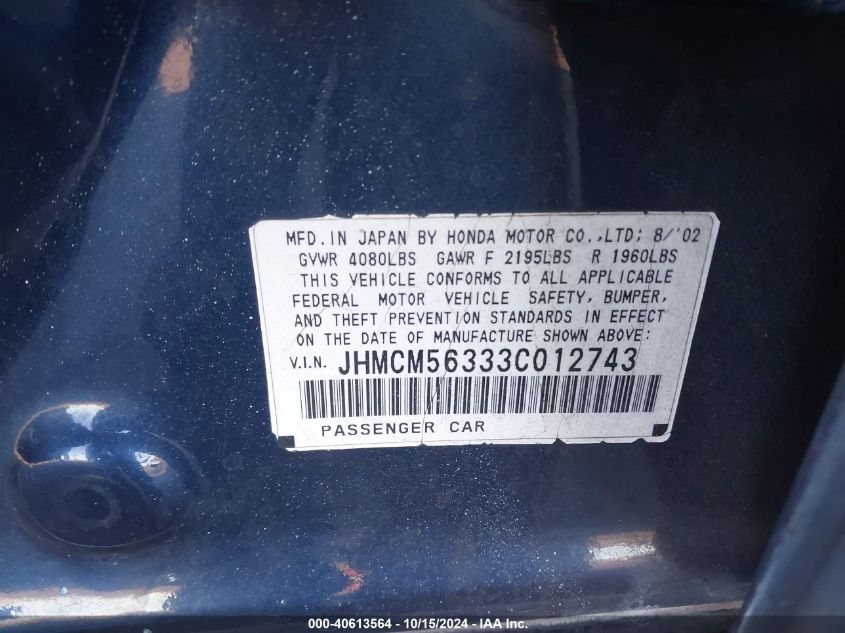 MFD. IN JAPAN BY HONDA MOTOR CO.,LTD; 8/'02
GVWR 4080LBS GAWR F 2195LBS R 1960LBS
THIS VEHICLE CONFORMS TO ALL APPLICABLE
FEDERAL MOTOR VEHICLE SAFETY, BUMPER,
AND THEFT PREVENTION STANDARDS IN EFFECT
ON THE DATE OF MANUFACTURE SHOWN ABOVE:
V.I.N. JHMCM56333C012743
PASSENGER CAR
000-40613564 - 10/15/2024 - IAA Inc.